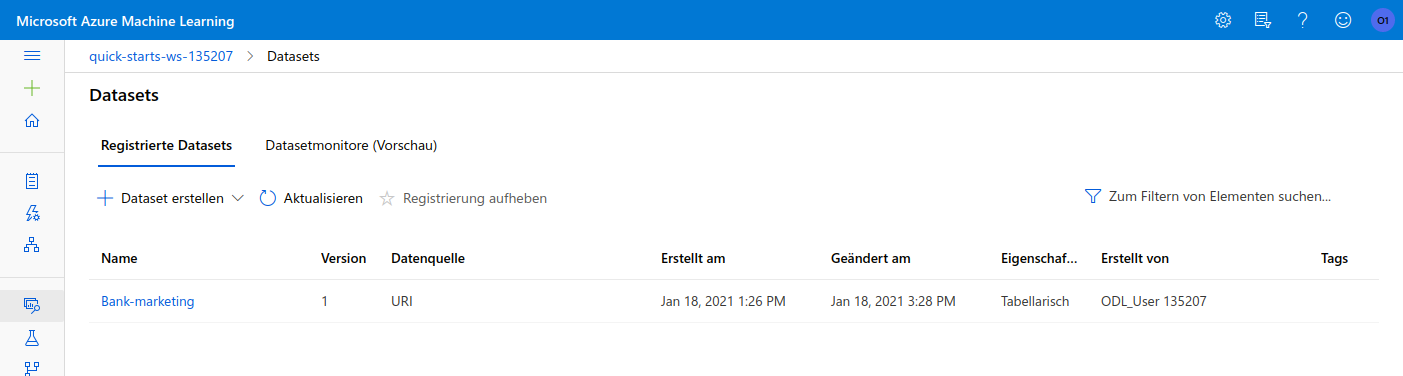 Microsoft Azure Machine Learning
O1
quick-starts-ws-135207 > Datasets
Datasets
Registrierte Datasets Datasetmonitore (Vorschau)
Dataset erstellen Aktualisieren Registrierung aufheben Zum Filtern von Elementen suchen...
Name Version Datenquelle Erstellt am Geändert am Eigenschaf... Erstellt von Tags
Bank-marketing 1 URI Jan 18, 2021 1:26 PM Jan 18, 2021 3:28 PM Tabellarisch ODL_User 135207